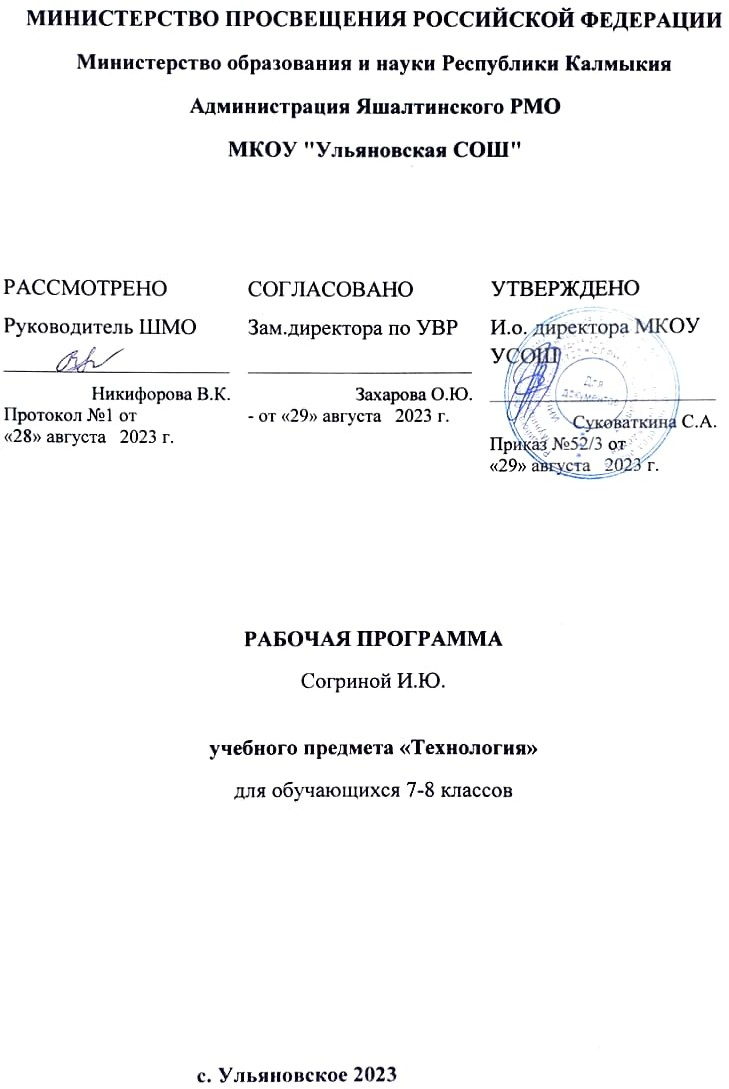 МИНИСТЕРСТВО ПРОСВЕЩЕНИЯ РОССИЙСКОЙ ФЕДЕРАЦИИ
Министерство образования и науки Республики Калмыкия
Администрация Яшалтинского РМО
МКОУ "Ульяновская СОШ"
РАССМОТРЕНО
Руководитель ШМО
Никифорова В.К.
Протокол №1 от
«28» августа 2023 г.
СОГЛАСОВАНО
Зам.директора по УВР
Захарова О.Ю.
- от «29» августа 2023 г.
УТВЕРЖДЕНО
И.о. директора МКОУ
УСОШ
Для
документов
Суковаткина С.А.
Приказ №52/3 от
«29» августа 2023 г.
РАБОЧАЯ ПРОГРАММА
Согриной И.Ю.
учебного предмета «Технология»
для обучающихся 7-8 классов
с. Ульяновское 2023